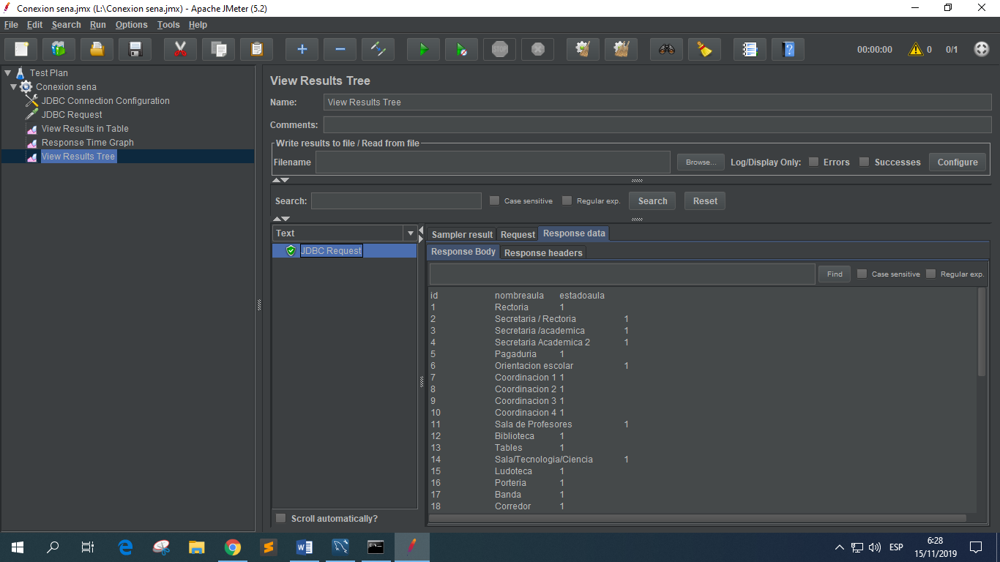 Conexion sena.jmx (L:\Conexion sena.jmx) - Apache JMeter (5.2)
File Edit Search Run Options Tools Help
STOP 00:00:00 0 0/1
Test Plan
Conexion sena
JDBC Connection Configuration
JDBC Request
View Results in Table
Response Time Graph
View Results Tree
View Results Tree
Name: View Results Tree
Comments:
Write results to file / Read from file
Filename Browse... Log/Display Only: Errors Successes Configure
Search: Case sensitive Regular exp. Search Reset
Text
JDBC Request
Scroll automatically?
Sampler result Request Response data
Response Body Response headers
Find Case sensitive Regular exp.
id nombreaula estadoaula
1 Rectoria 1
2 Secretaria / Rectoria 1
3 Secretaria /academica 1
4 Secretaria Academica 2 1
5 Pagaduria 1
6 Orientacion escolar 1
7 Coordinacion 1 1
8 Coordinacion 2 1
9 Coordinacion 3 1
10 Coordinacion 4 1
11 Sala de Profesores 1
12 Biblioteca 1
13 Tables 1
14 Sala/Tecnologia/Ciencia 1
15 Ludoteca 1
16 Porteria 1
17 Banda 1
18 Corredor 1
ESP
6:28
15/11/2019